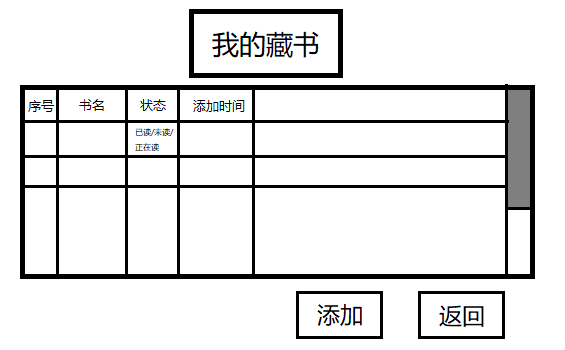 我的藏书
序号 书名 状态 添加时间
已读/未读/
正在读
添加 返回